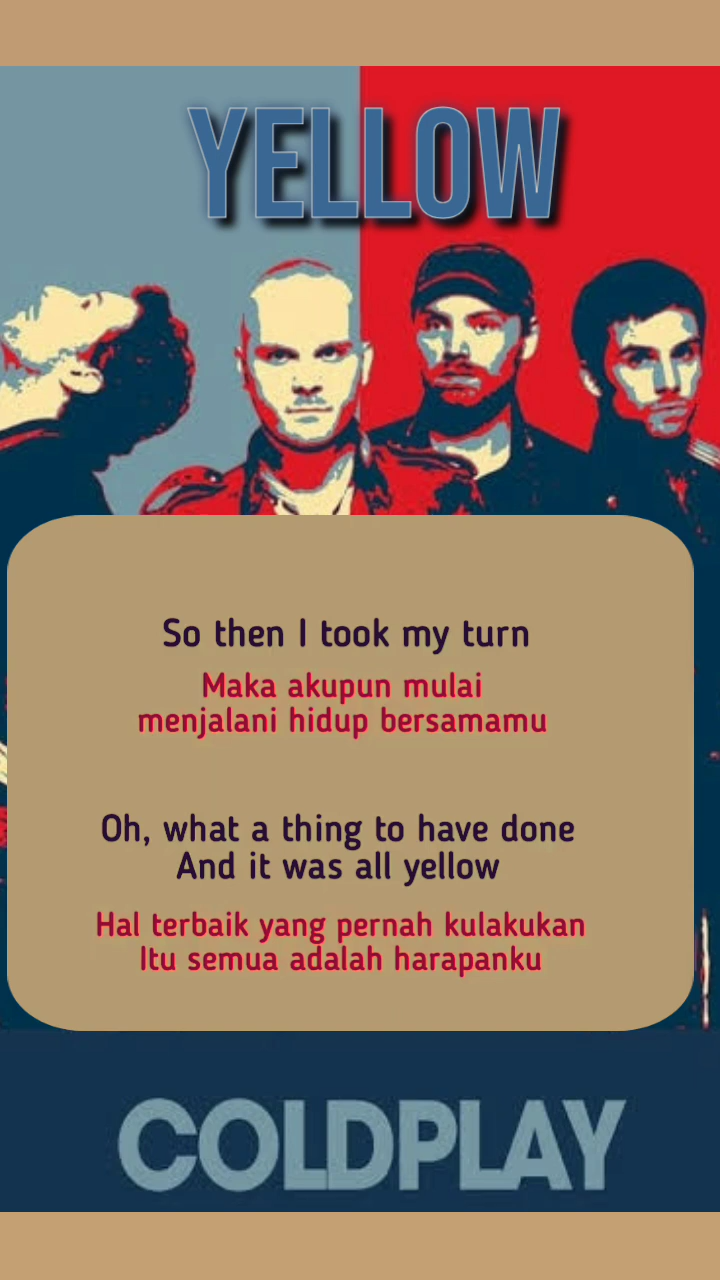 YELLOW
So then I took my turn
Maka akupun mulai
menjalani hidup bersamamu
Oh, what a thing to have done
And it was all yellow
Hal terbaik yang pernah kulakukan
Itu semua adalah harapanku
COLDPLAY